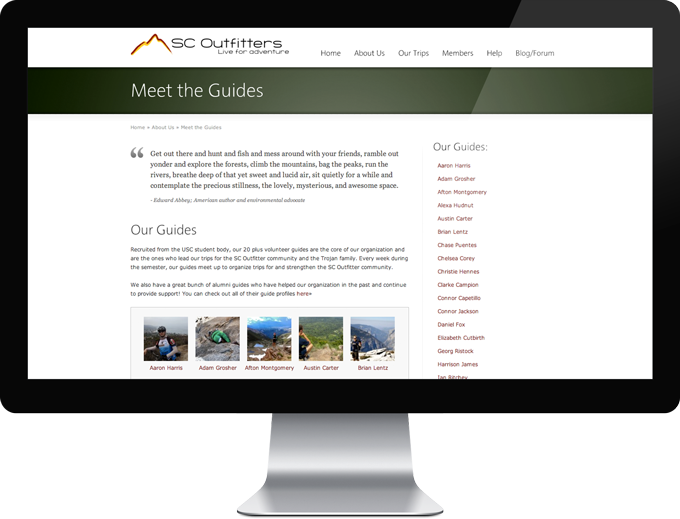 SC Outfitters
Live for adventure
Home About Us Our Trips Members Help Blog/Forum
Meet the Guides
Home » About Us » Meet the Guides
Get out there and hunt and fish and mess around with your friends, ramble out
yonder and explore the forests, climb the mountains, bag the peaks, run the
rivers, breathe deep of that yet sweet and lucid air, sit quietly for a while and
contemplate the precious stillness, the lovely, mysterious, and awesome space.
- Edward Abbey; American author and environmental advocate
Our Guides
Recruited from the USC student body, our 20 plus volunteer guides are the core of our organization and
are the ones who lead our trips for the SC Outfitter community and the Trojan family. Every week during
the semester, our guides meet up to organize trips for and strengthen the SC Outfitter community.
We also have a great bunch of alumni guides who have helped our organization in the past and continue
to provide support! You can check out all of their guide profiles here»
Aaron Harris Adam Grosher Afton Montgomery Austin Carter Brian Lentz
Our Guides:
Aaron Harris
Adam Grosher
Afton Montgomery
Alexa Hudnut
Austin Carter
Brian Lentz
Chase Puentes
Chelsea Corey
Christie Hennes
Clarke Campion
Connor Capetillo
Connor Jackson
Daniel Fox
Elizabeth Cutbirth
Georg Ristock
Harrison James
Ian Ritchey